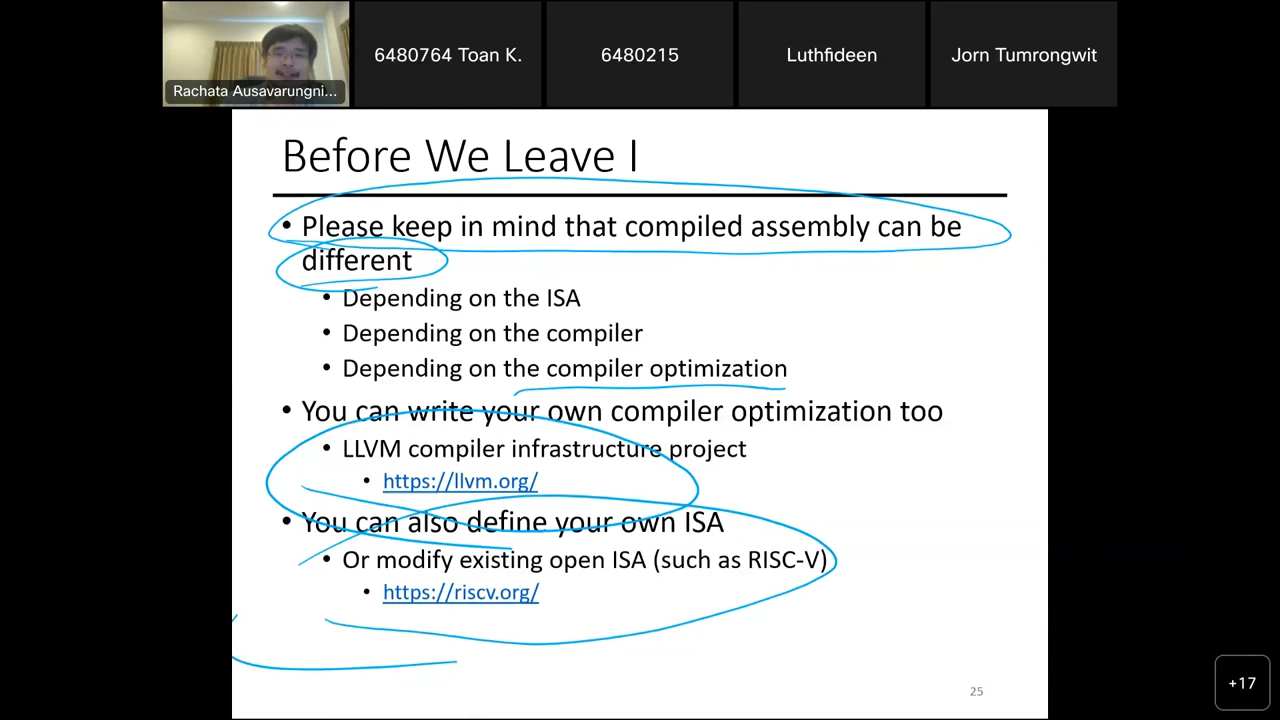 6480764 Toan K.
6480215
Luthfideen
Jorn Tumrongwit
Rachata Ausavarungni...
Before We Leave I
• Please keep in mind that compiled assembly can be
different
• Depending on the ISA
• Depending on the compiler
• Depending on the compiler optimization
• You can write your own compiler optimization too
• LLVM compiler infrastructure project
• https://llvm.org/
• You can also define your own ISA
• Or modify existing open ISA (such as RISC-V)
• https://riscv.org/
25
+17